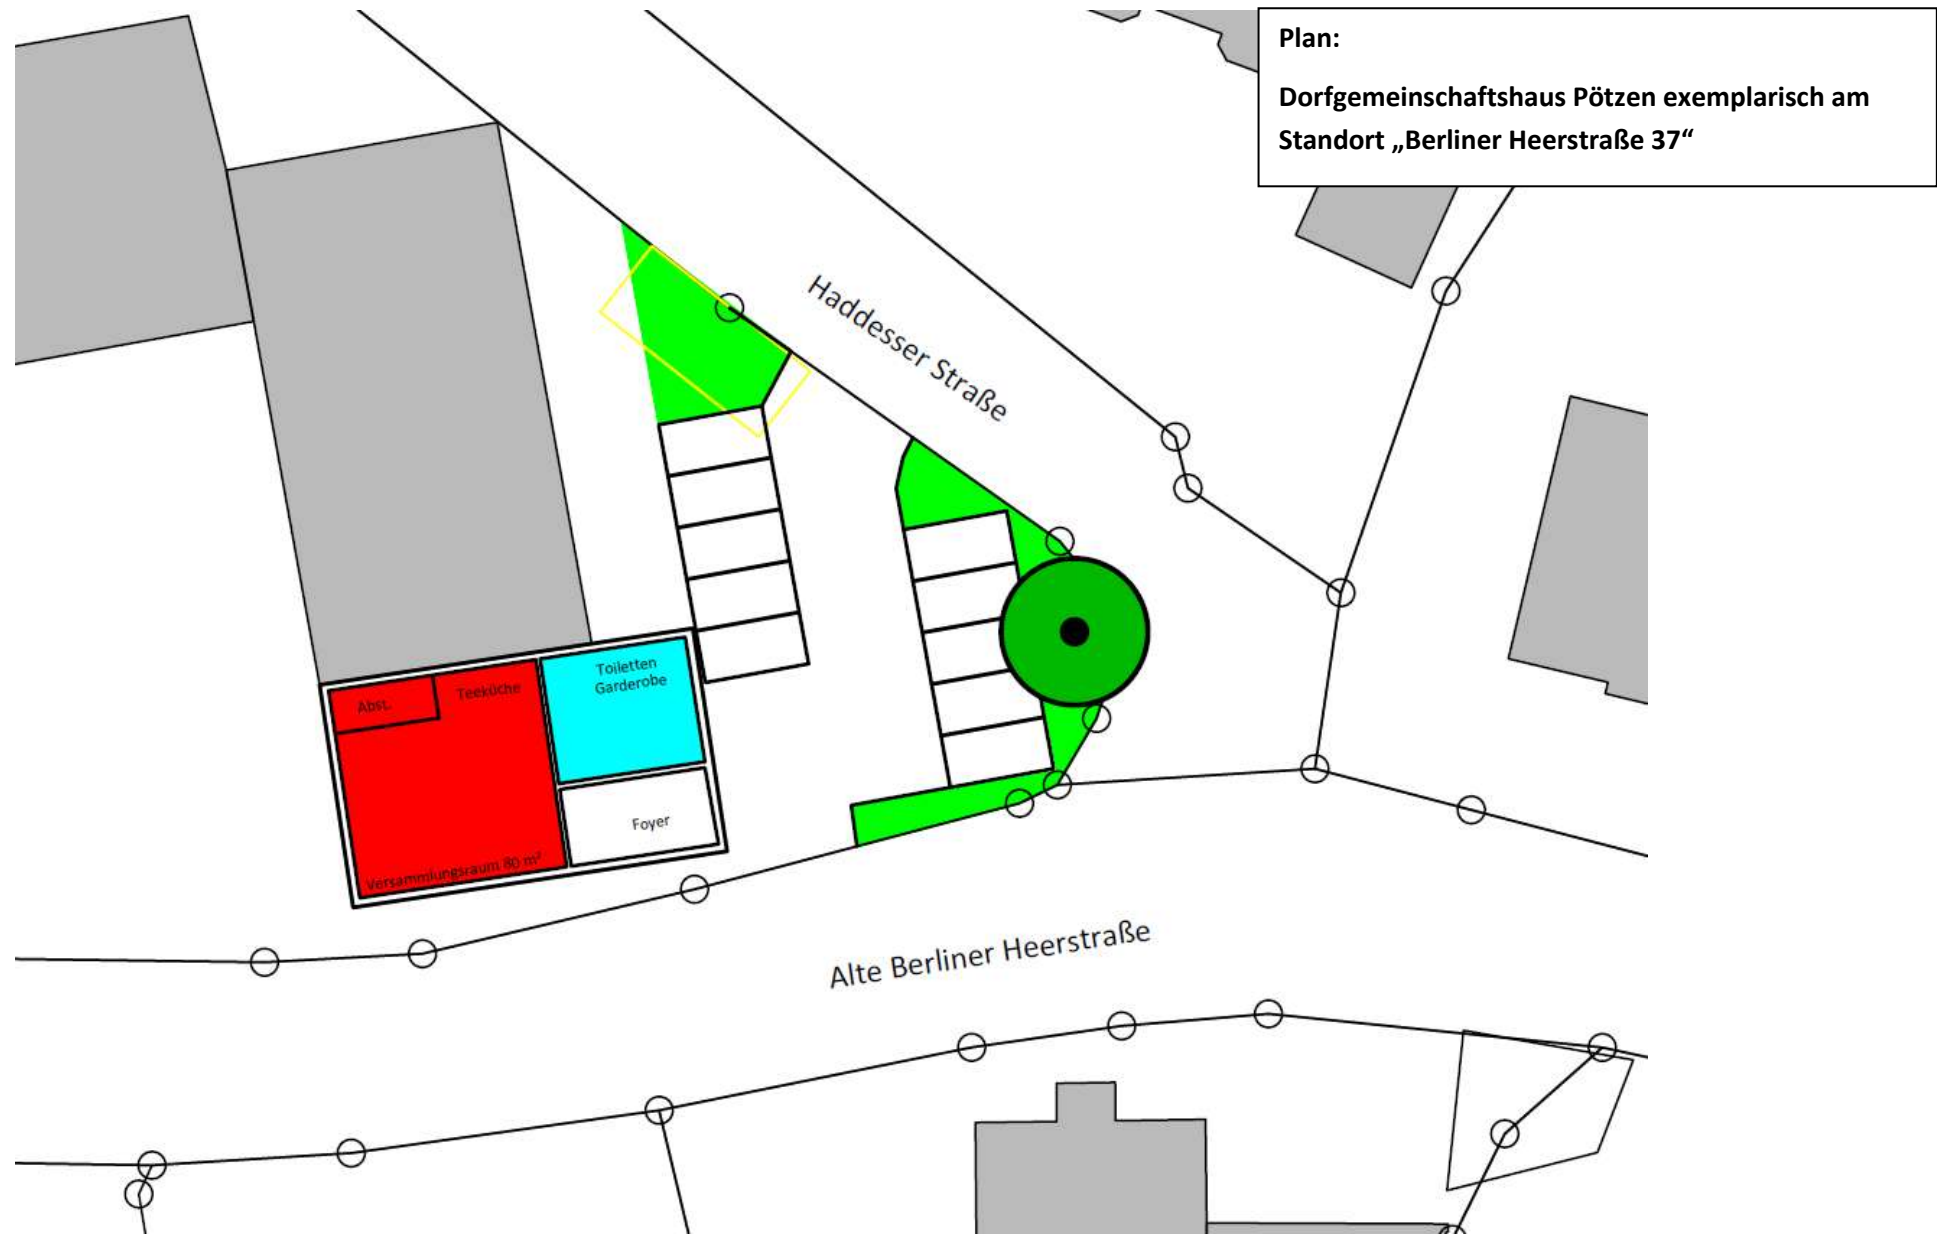 Plan:
Dorfgemeinschaftshaus Pötzen exemplarisch am
Standort „Berliner Heerstraße 37“
Haddesser Straße
Toiletten
Garderobe
Teeküche
Abst.
Foyer
Versammlungsraum 80 m²
Alte Berliner Heerstraße